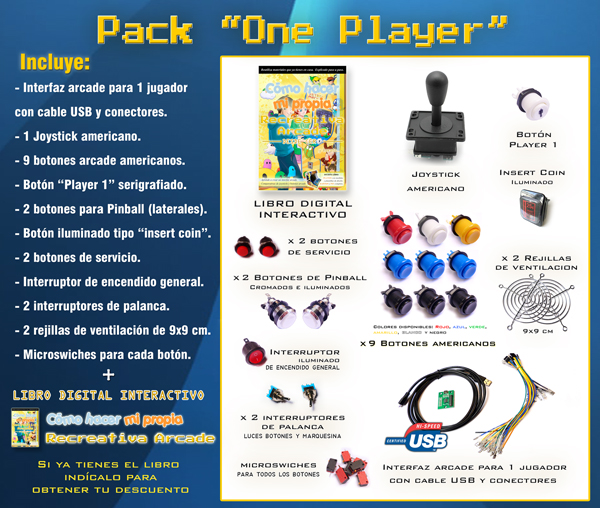 Pack “One Player”
Incluye:
- Interfaz arcade para 1 jugador
con cable USB y conectores.
- 1 Joystick americano.
- 9 botones arcade americanos.
- Botón “Player 1” serigrafiado.
- 2 botones para Pinball (laterales).
- Botón iluminado tipo “insert coin”.
- 2 botones de servicio.
- Interruptor de encendido general.
- 2 interruptores de palanca.
- 2 rejillas de ventilación de 9x9 cm.
- Microswiches para cada botón.
+
LIBRO DIGITAL INTERACTIVO
Cómo hacer mi propia
Recreativa Arcade
Si ya tienes el libro
indícalo para
obtener tu descuento
Cómo hacer
mi propia
Recreativa
Arcade
Libro digital
interactivo
Joystick
americano
Botón
Player 1
Insert Coin
Iluminado
x 2 botones
de servicio
x 2 Botones de Pinball
Cromados e iluminados
Colores disponibles: Rojo, azul, verde,
amarillo, blanco y negro
x 9 Botones americanos
x 2 Rejillas
de ventilación
9x9 cm
Interruptor
iluminado
de encendido general
x 2 interruptores
de palanca
Luces botones y marquesina
Microswiches
para todos los botones
HI-SPEED
CERTIFIED
USB
Interfaz arcade para 1 jugador
con cable USB y conectores